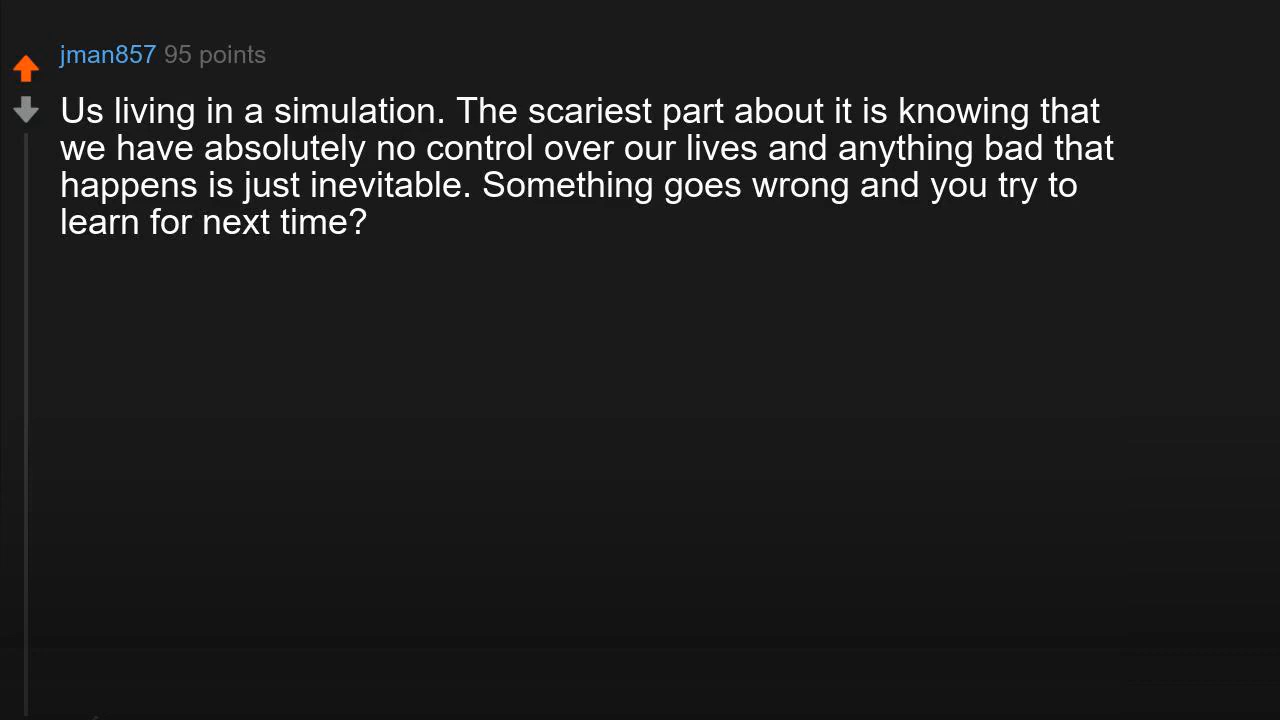 jman857 95 points
Us living in a simulation. The scariest part about it is knowing that
we have absolutely no control over our lives and anything bad that
happens is just inevitable. Something goes wrong and you try to
learn for next time?